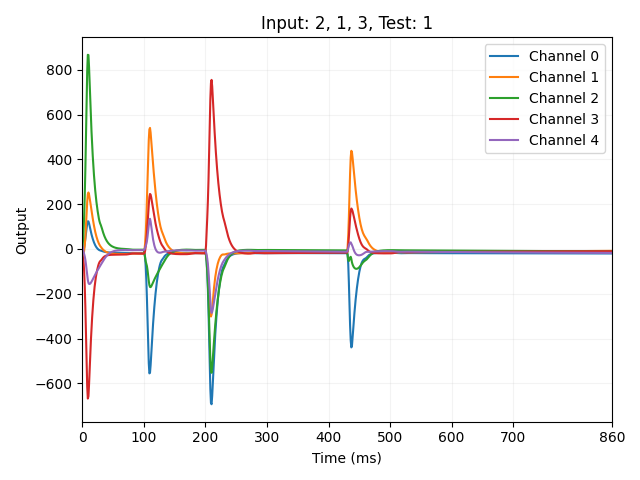 Input: 2, 1, 3, Test: 1
Channel 0
Channel 1
Channel 2
Channel 3
Channel 4
800
600
400
200
0
−200
−400
−600
Output
0 100 200 300 400 500 600 700 860
Time (ms)